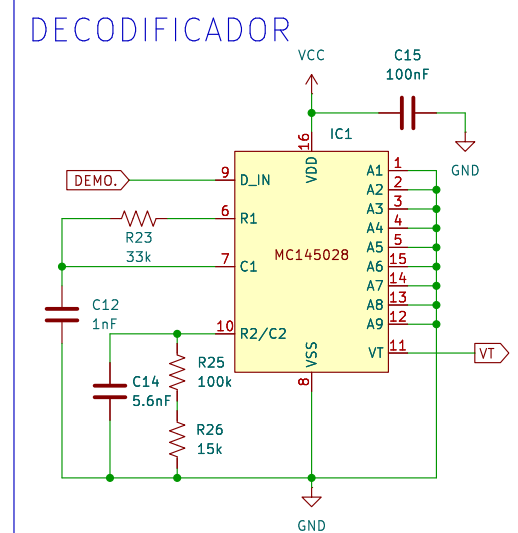 DECODIFICADOR
VCC
C15
100nF
GND
16
IC1
VDD
DEMO.
9
D_IN
6
R1
R23
33k
7
C1
MC145028
A1
1
A2
2
A3
3
A4
4
A5
5
A6
15
A7
14
A8
13
A9
12
VT
11
VT
C12
1nF
10
R2/C2
C14
5.6nF
R25
100k
R26
15k
VSS
8
GND